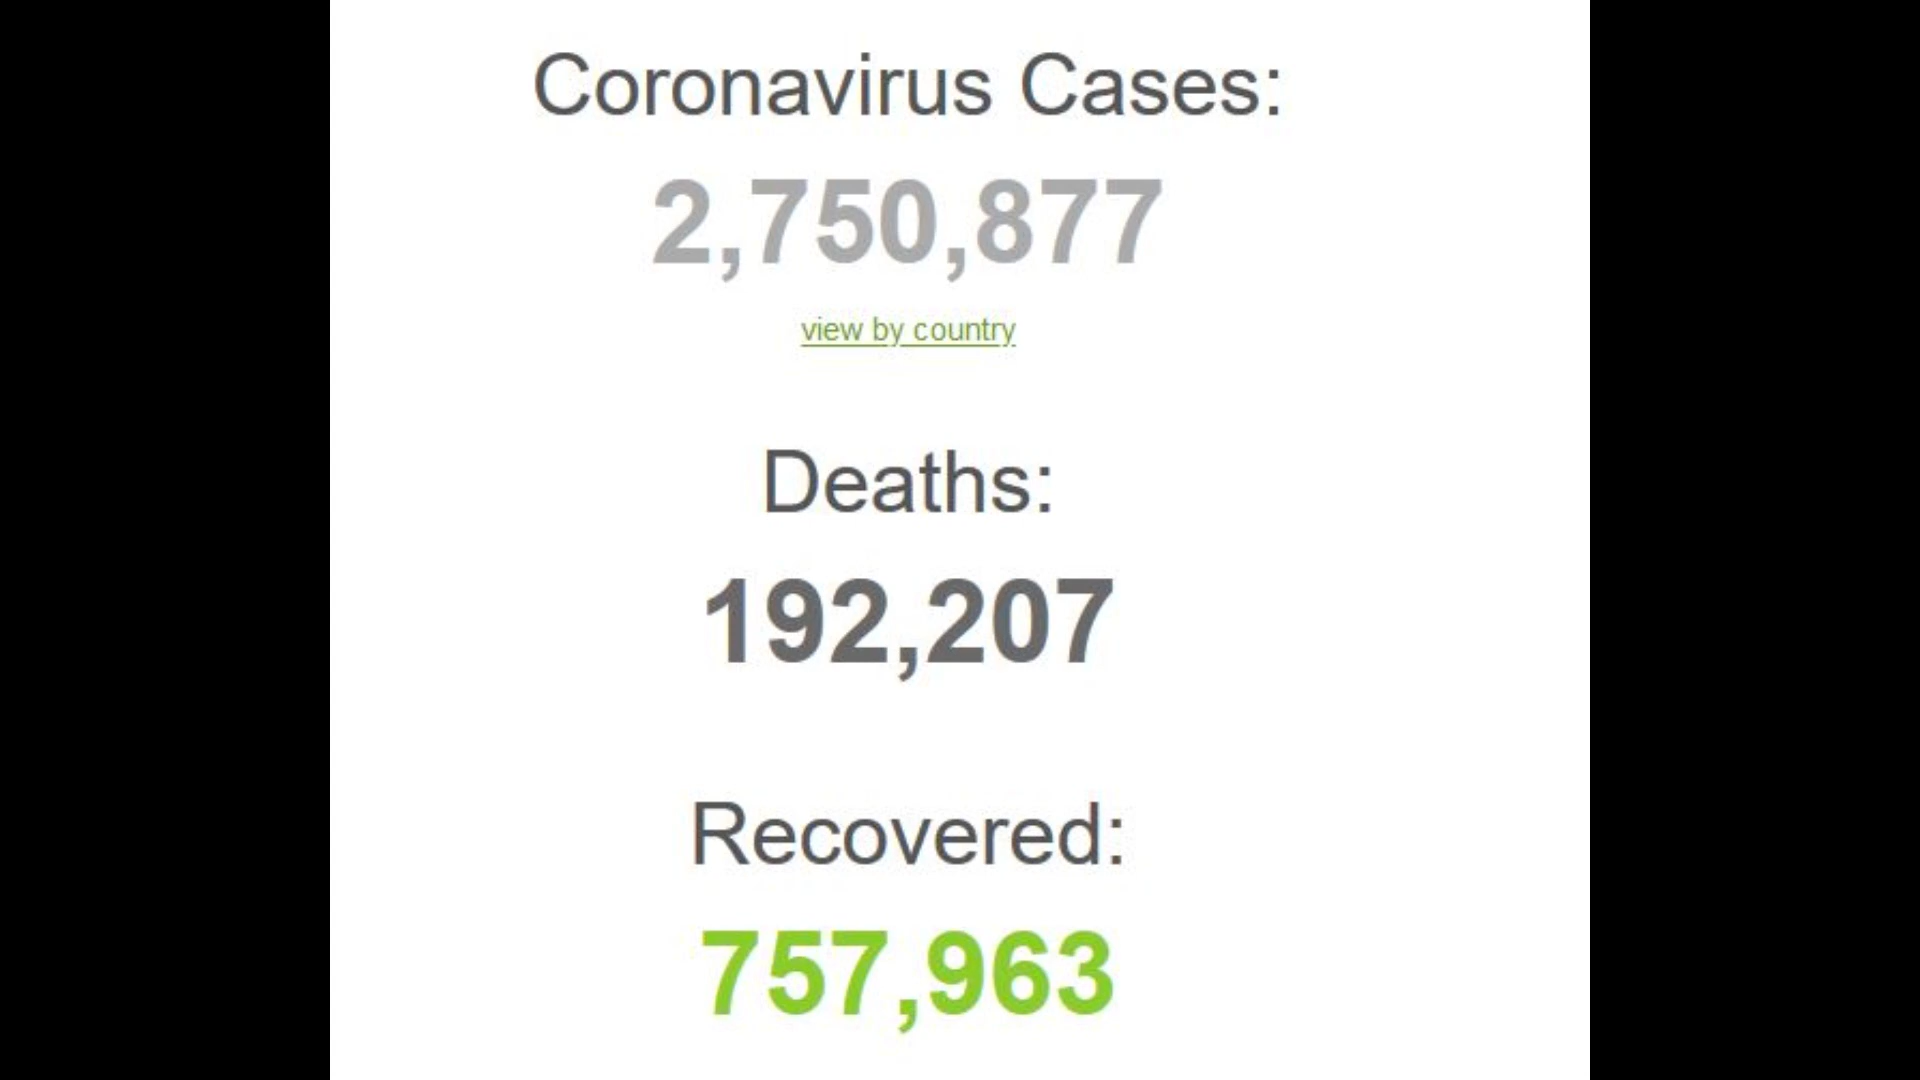 Coronavirus Cases:
2,750,877
view by country
Deaths:
192,207
Recovered:
757,963